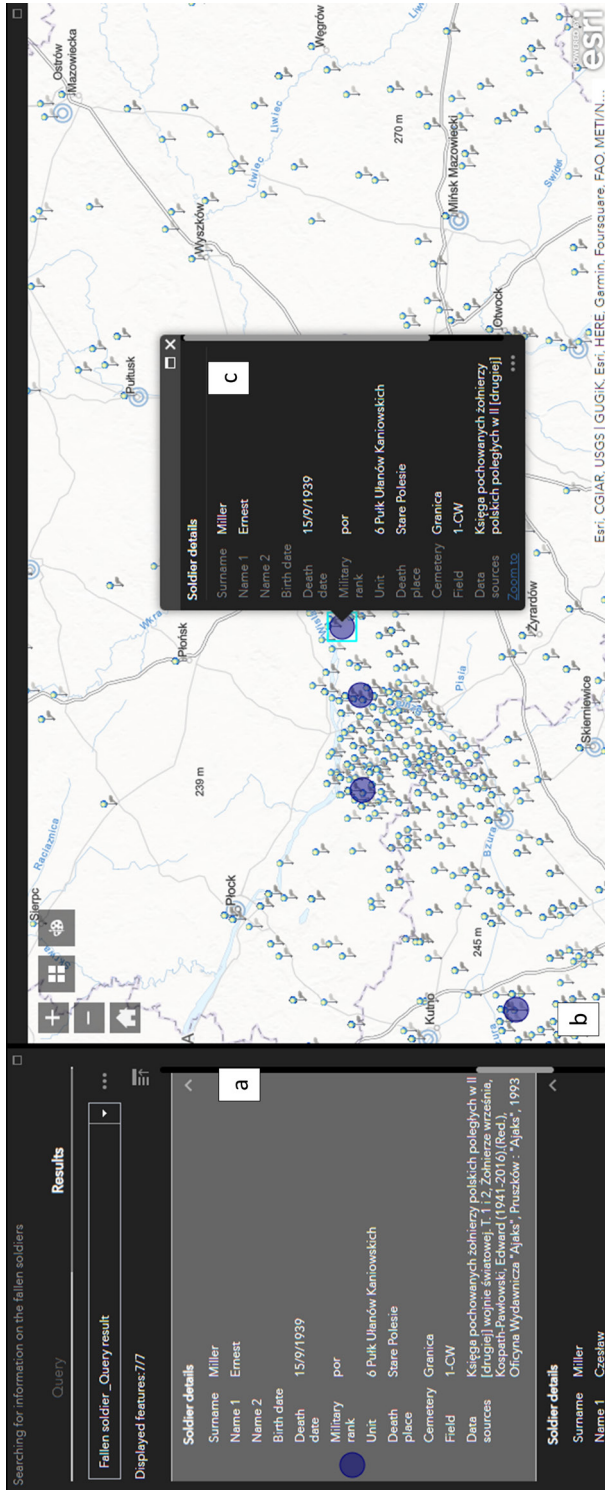 Searching for information on the fallen soldiers
Query
Results
Fallen soldier _Query result
Displayed features:7/7
a
Soldier details
Surname Miller
Name 1 Ernest
Name 2
Birth date
Death date 15/9/1939
Military rank por
Unit 6 Pułk Ułanów Kaniowskich
Death place Stare Polesie
Cemetery Granica
Field 1-CW
Data sources Księga pochowanych żołnierzy polskich poległych w II
[drugiej] wojnie światowej. T. 1 i 2, Żołnierze września,
Kospath-Pawłowski, Edward (1941-2016),(Red.),
Oficyna Wydawnicza "Ajaks", Pruszków : "Ajaks", 1993
Soldier details
Surname Miller
Name 1 Czesław
Sierpc
Raciaznica
239 m
Płońsk
Wkra
Pułtusk
Ostrów
Mazowiecka
Wyszków
Liwiec
Liwiec
Węgrów
Płock
270 m
Mińsk Mazowiecki
Swider
Otwock
Kutno
245 m
Bzura
Pisia
Żyrardów
Skierniewice
b
c
Soldier details
Surname Miller
Name 1 Ernest
Name 2
Birth date
Death date 15/9/1939
Military rank por
Unit 6 Pułk Ułanów Kaniowskich
Death place Stare Polesie
Cemetery Granica
Field 1-CW
Data sources Księga pochowanych żołnierzy
polskich poległych w II [drugiej]
Zoom to
Esri, CGIAR, USGS | GUGiK, Esri, HERE, Garmin, Foursquare, FAO, METI/N...
esri